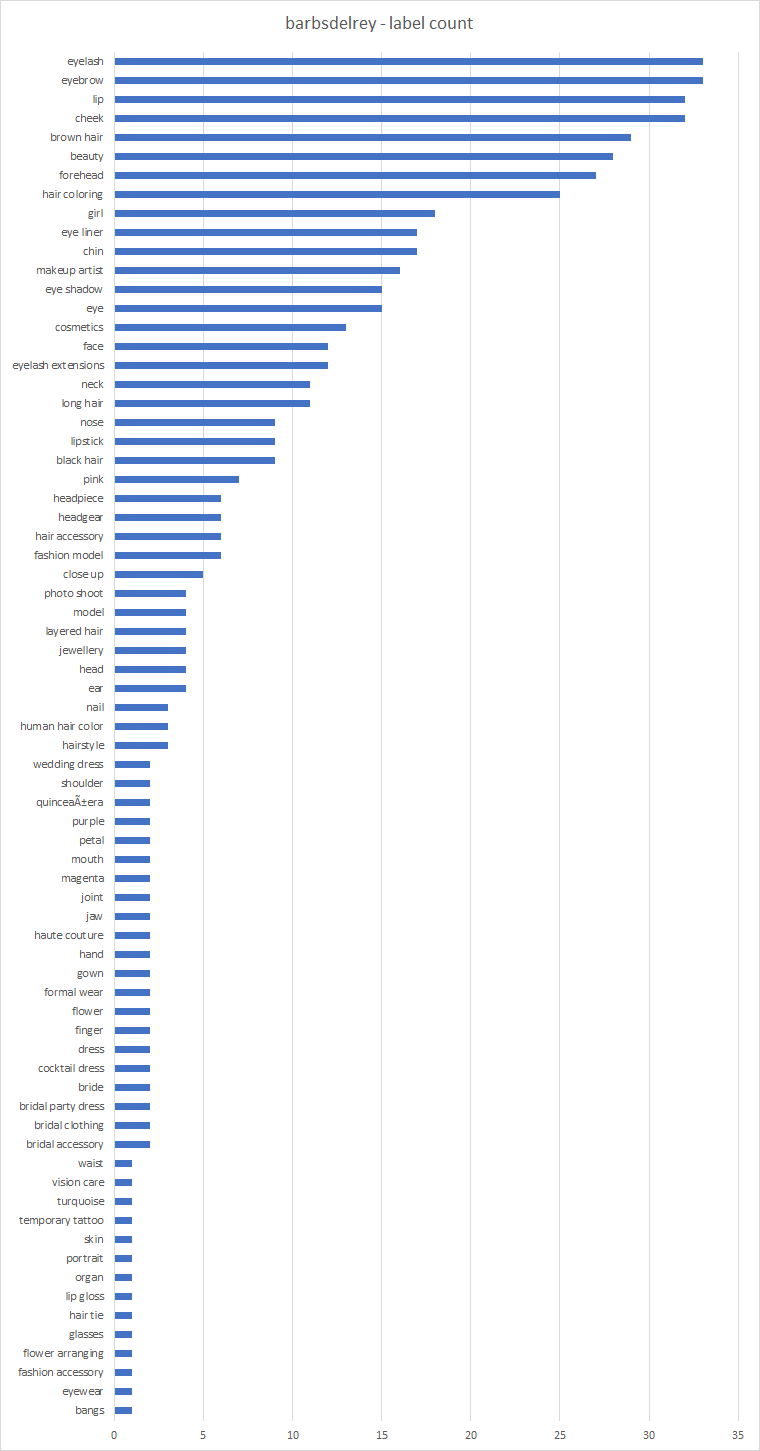 barbsdelrey - label count
eyelash
eyebrow
lip
cheek
brown hair
beauty
forehead
hair coloring
girl
eye liner
chin
makeup artist
eye shadow
eye
cosmetics
face
eyelash extensions
neck
long hair
nose
lipstick
black hair
pink
headpiece
headgear
hair accessory
fashion model
close up
photo shoot
model
layered hair
jewellery
head
ear
nail
human hair color
hairstyle
wedding dress
shoulder
quinceaÃ±era
purple
petal
mouth
magenta
joint
jaw
haute couture
hand
gown
formal wear
flower
finger
dress
cocktail dress
bride
bridal party dress
bridal clothing
bridal accessory
waist
vision care
turquoise
temporary tattoo
skin
portrait
organ
lip gloss
hair tie
glasses
flower arranging
fashion accessory
eyewear
bangs
0 5 10 15 20 25 30 35